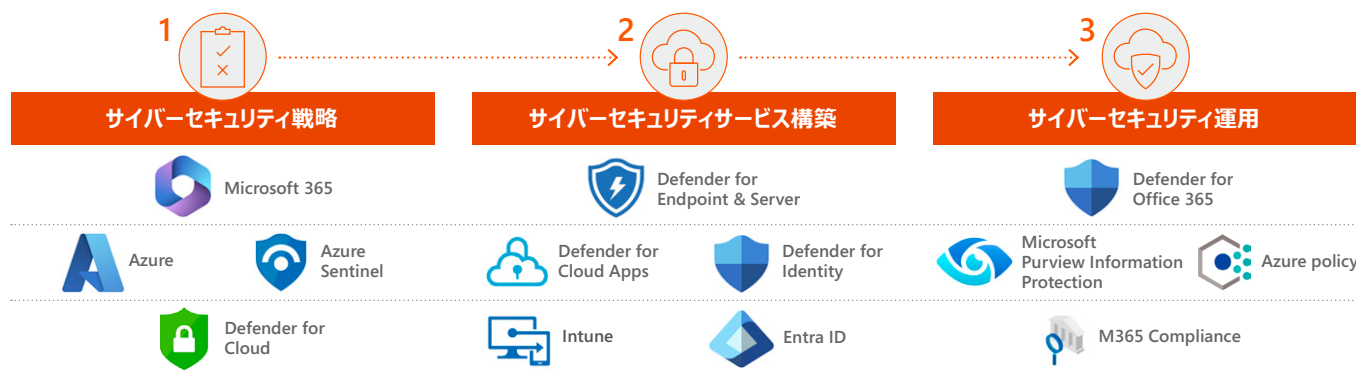 1
2
3
サイバーセキュリティ戦略
サイバーセキュリティサービス構築
サイバーセキュリティ運用
Microsoft 365
Defender for
Endpoint & Server
Defender for
Office 365
Azure
Azure
Sentinel
Defender for
Cloud Apps
Defender for
Identity
Microsoft
Purview Information
Protection
Azure policy
Defender for
Cloud
Intune
Entra ID
M365 Compliance